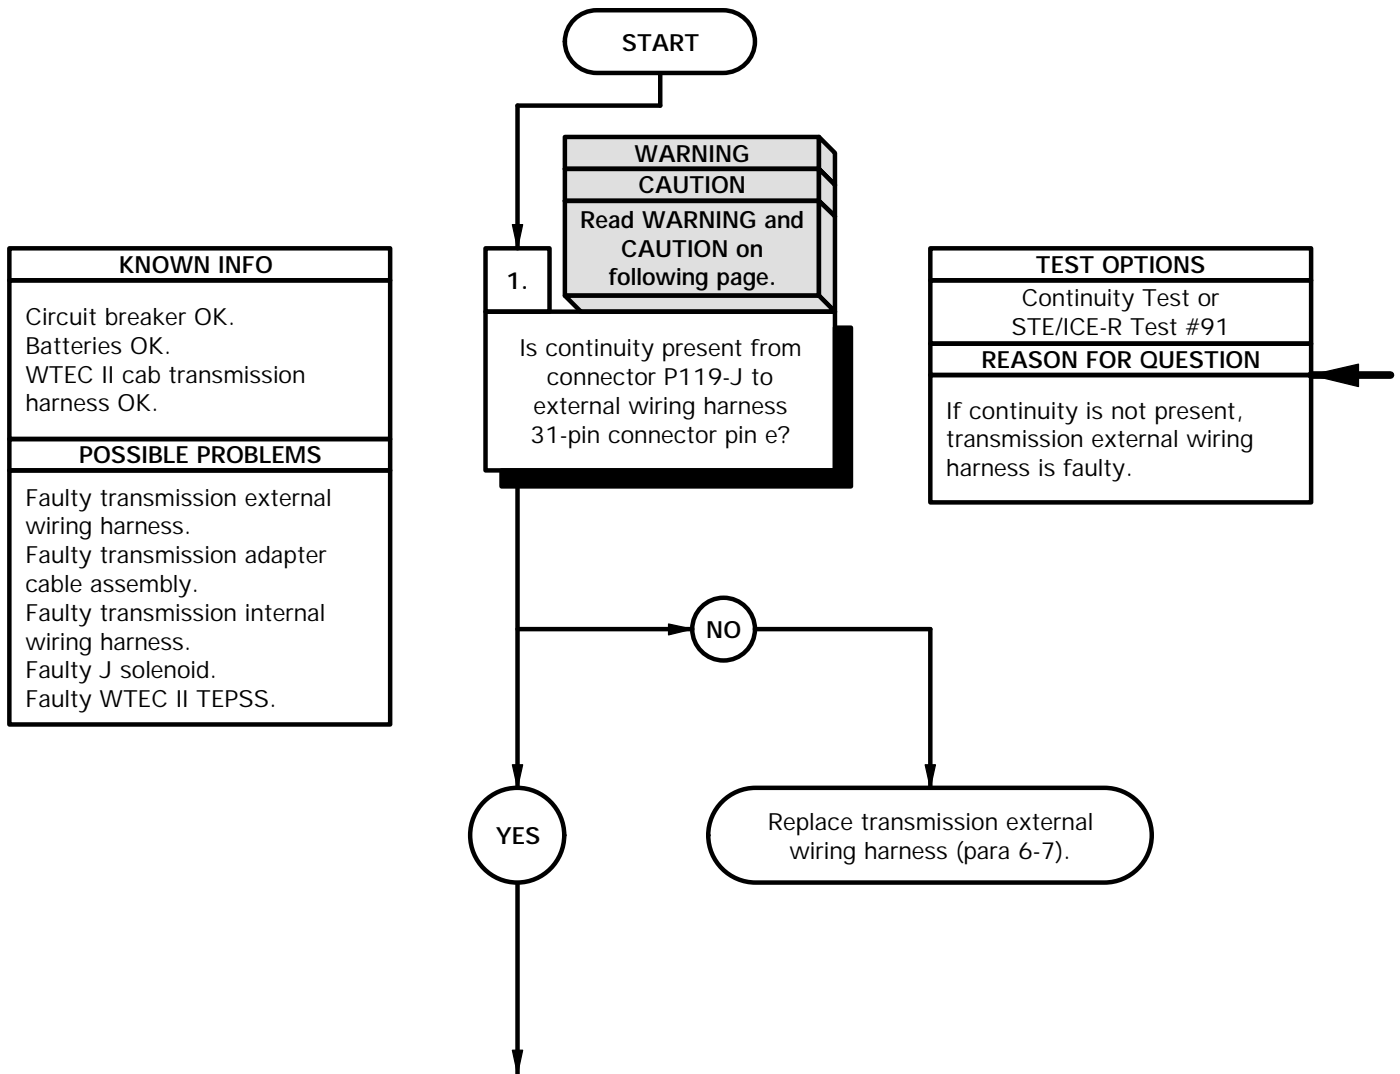 START
WARNING
CAUTION
Read WARNING and
CAUTION on
following page.
KNOWN INFO
Circuit breaker OK.
Batteries OK.
WTEC II cab transmission
harness OK.
POSSIBLE PROBLEMS
Faulty transmission external
wiring harness.
Faulty transmission adapter
cable assembly.
Faulty transmission internal
wiring harness.
Faulty J solenoid.
Faulty WTEC II TEPSS.
1.
Is continuity present from
connector P119-J to
external wiring harness
31-pin connector pin e?
TEST OPTIONS
Continuity Test or
STE/ICE-R Test #91
REASON FOR QUESTION
If continuity is not present,
transmission external wiring
harness is faulty.
NO
YES
Replace transmission external
wiring harness (para 6-7).